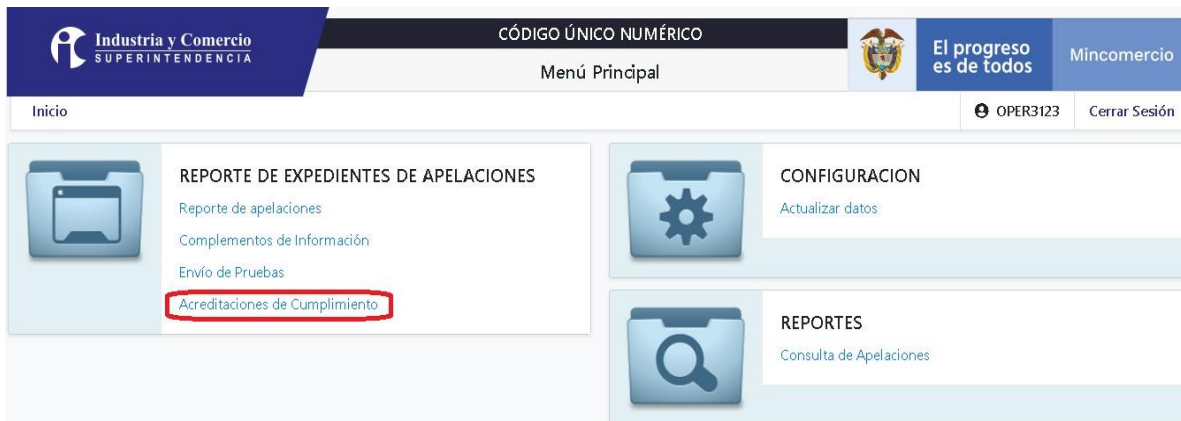 Industria y Comercio
SUPERINTENDENCIA
CÓDIGO ÚNICO NUMÉRICO
Menú Principal
El progreso
es de todos
Mincomercio
Inicio
OPER3123
Cerrar Sesión
REPORTE DE EXPEDIENTES DE APELACIONES
Reporte de apelaciones
Complementos de Información
Envío de Pruebas
Acreditaciones de Cumplimiento
CONFIGURACION
Actualizar datos
REPORTES
Consulta de Apelaciones